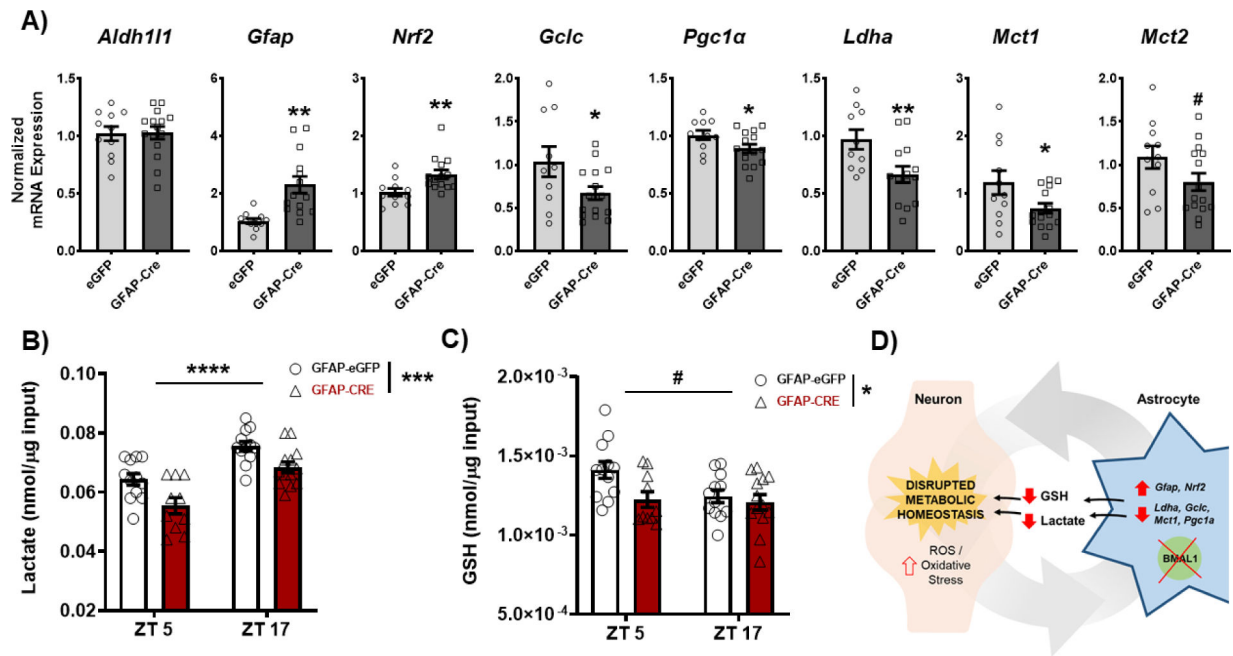 A)
Aldh1l1 Gfap Nrf2 Gclc Pgc1α Ldha Mct1 Mct2
Normalized
mRNA Expression
1.5 6 3 2.0 1.5 1.5 3 2.0
** ** * * ** * #
1.0 4 2 1.5 1.0 1.0 2 1.5
1.0 1.0
0.5 2 1 0.5 0.5 0.5 1 0.5
0.0 0 0 0.0 0.0 0.0 0 0.0
eGFP GFAP-Cre eGFP GFAP-Cre eGFP GFAP-Cre eGFP GFAP-Cre eGFP GFAP-Cre eGFP GFAP-Cre eGFP GFAP-Cre eGFP GFAP-Cre
B)
GFAP-eGFP
GFAP-CRE
***
****
Lactate (nmol/μg input)
0.10
0.08
0.06
0.04
0.02
ZT 5 ZT 17
C)
GFAP-eGFP
GFAP-CRE
*
#
GSH (nmol/μg input)
2.0×10⁻³
1.5×10⁻³
1.0×10⁻³
5.0×10⁻⁴
ZT 5 ZT 17
D)
Neuron
Astrocyte
DISRUPTED
METABOLIC
HOMEOSTASIS
ROS /
Oxidative
Stress
GSH
Lactate
Gfap, Nrf2
Ldha, Gclc,
Mct1, Pgc1a
BMAL1